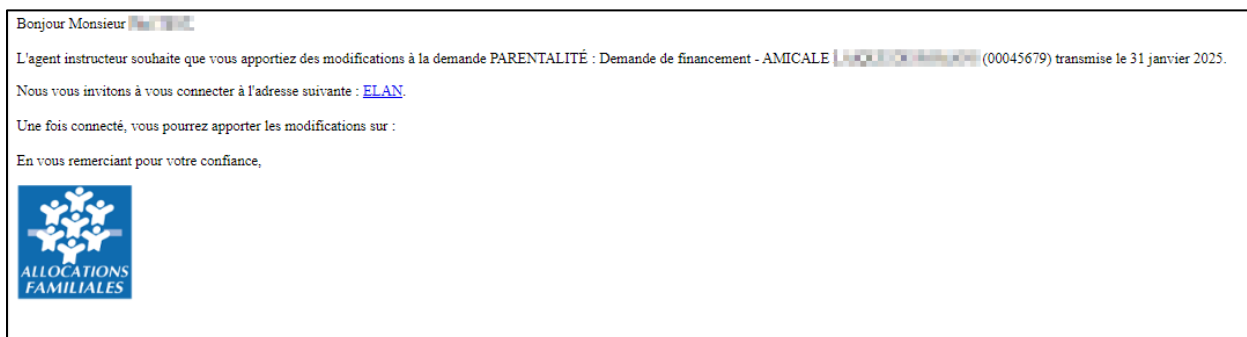 Bonjour Monsieur
L'agent instructeur souhaite que vous apportiez des modifications à la demande PARENTALITÉ : Demande de financement - AMICALE (00045679) transmise le 31 janvier 2025.
Nous vous invitons à vous connecter à l'adresse suivante : ELAN.
Une fois connecté, vous pourrez apporter les modifications sur :
En vous remerciant pour votre confiance,
ALLOCATIONS
FAMILIALES